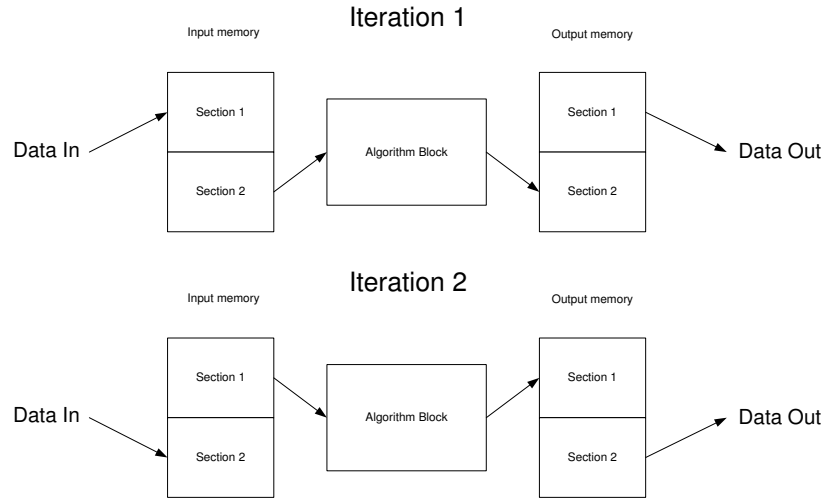 Iteration 1
Input memory
Output memory
Section 1
Section 1
Data In
Algorithm Block
Data Out
Section 2
Section 2
Iteration 2
Input memory
Output memory
Section 1
Section 1
Data In
Algorithm Block
Data Out
Section 2
Section 2